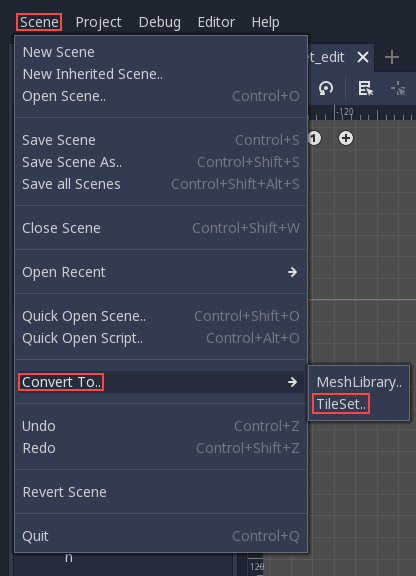 Scene Project Debug Editor Help
New Scene
New Inherited Scene..
Open Scene.. Control+O
Save Scene Control+S
Save Scene As.. Control+Shift+S
Save all Scenes Control+Shift+Alt+S
Close Scene Control+Shift+W
Open Recent
Quick Open Scene.. Control+Shift+O
Quick Open Script.. Control+Alt+O
Convert To..
Undo Control+Z
Redo Control+Shift+Z
Revert Scene
Quit Control+Q
MeshLibrary..
TileSet..
et_edit
-120
1
120
n